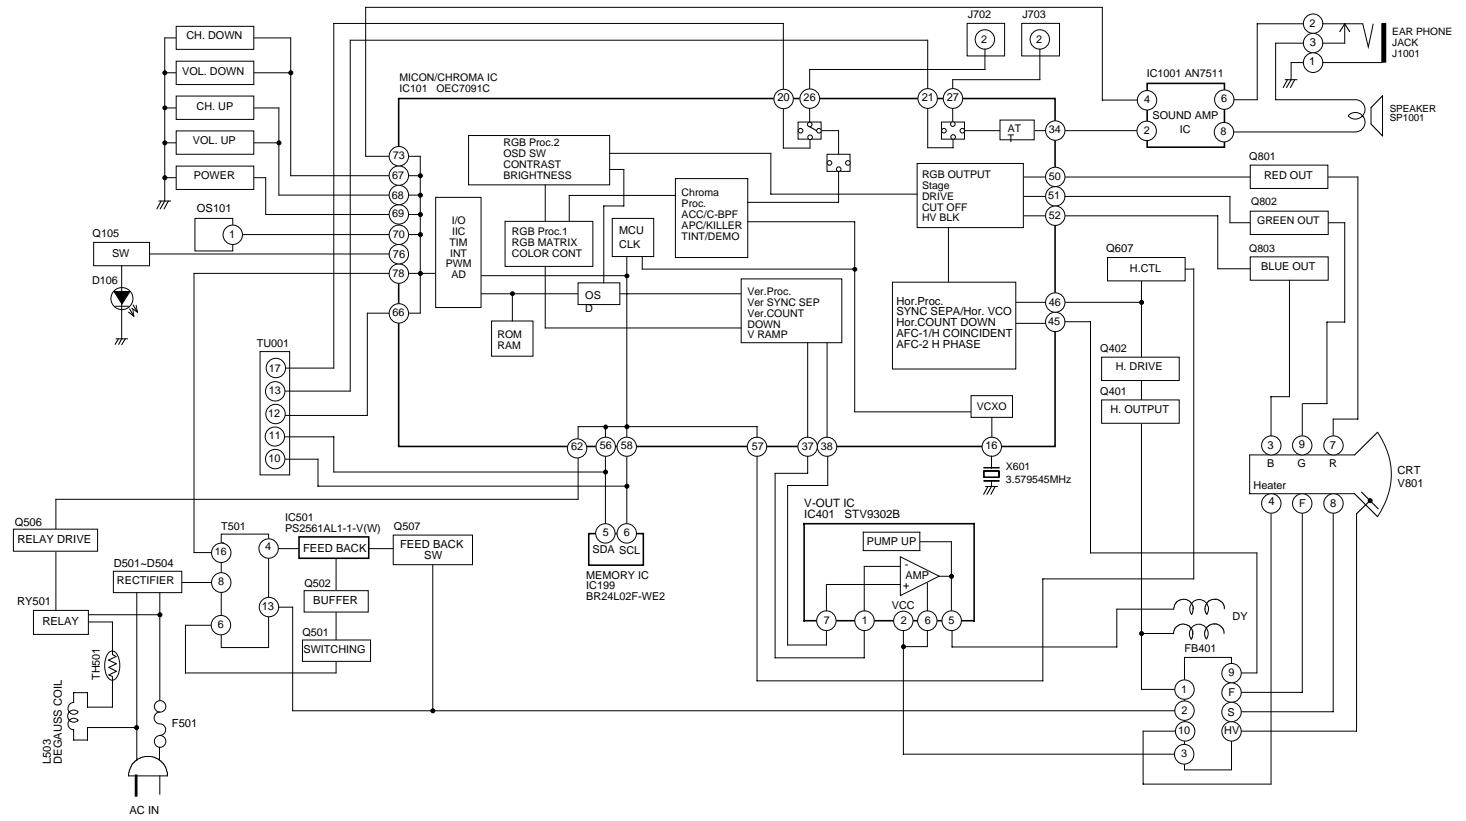 CH. DOWN
VOL. DOWN
CH. UP
VOL. UP
POWER
OS101
1
Q105
SW
D106
MICON/CHROMA IC
IC101 OEC7091C
73
67
68
69
70
76
78
66
I/O
IIC
TIM
INT
PWM
AD
RGB Proc.2
OSD SW
CONTRAST
BRIGHTNESS
RGB Proc.1
RGB MATRIX
COLOR CONT
MCU
CLK
Chroma
Proc.
ACC/C-BPF
APC/KILLER
TINT/DEMO
ROM
RAM
OS
D
Ver.Proc.
Ver SYNC SEP
Ver.COUNT
DOWN
V RAMP
20
26
21
27
AT
T
J702
2
J703
2
RGB OUTPUT
Stage
DRIVE
CUT OFF
HV BLK
Hor.Proc.
SYNC SEPA/Hor. VCO
Hor.COUNT DOWN
AFC-1/H COINCIDENT
AFC-2 H PHASE
VCXO
34
50
51
52
46
45
62
56
58
57
37
38
16
X601
3.579545MHz
IC1001 AN7511
4
2
SOUND AMP
IC
6
8
2
3
1
EAR PHONE
JACK
J1001
SPEAKER
SP1001
Q801
RED OUT
Q802
GREEN OUT
Q803
BLUE OUT
Q607
H.CTL
Q402
H. DRIVE
Q401
H. OUTPUT
3
9
7
B
G
R
Heater
4
F
8
CRT
V801
TU001
17
13
12
11
10
Q506
RELAY DRIVE
RY501
RELAY
TH501
L503
DEGAUSS COIL
F501
AC IN
D501~D504
RECTIFIER
T501
16
8
6
4
13
IC501
PS2561AL1-1-V(W)
FEED BACK
Q507
FEED BACK
SW
Q502
BUFFER
Q501
SWITCHING
5
6
SDA
SCL
MEMORY IC
IC199
BR24L02F-WE2
V-OUT IC
IC401 STV9302B
PUMP UP
-
AMP
+
VCC
7
1
2
6
5
DY
FB401
1
2
10
3
9
F
S
HV